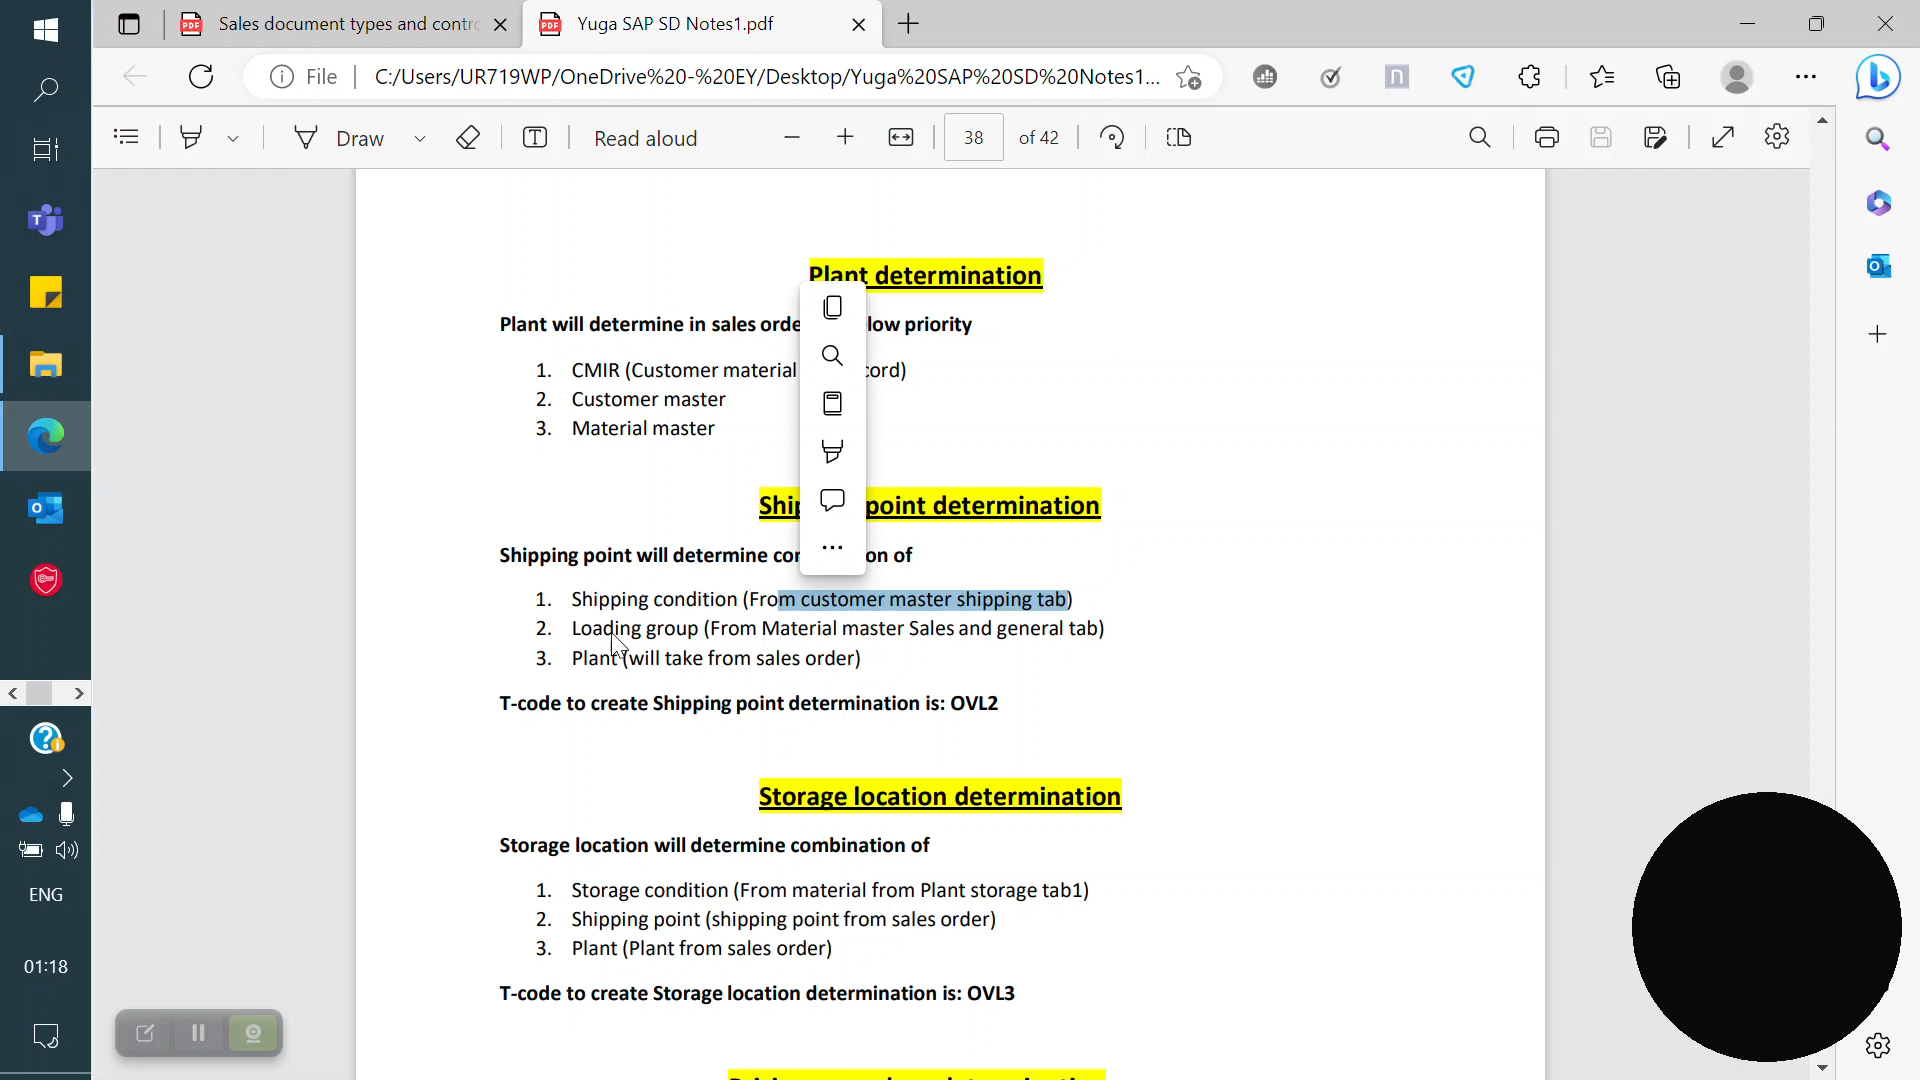 Sales document types and contro
Yuga SAP SD Notes1.pdf
File
C:/Users/UR719WP/OneDrive%20-%20EY/Desktop/Yuga%20SAP%20SD%20Notes1...
Draw
Read aloud
38
of 42
Plant determination
Plant will determine in sales orde low priority
1. CMIR (Customer material cord)
2. Customer master
3. Material master
Ship point determination
Shipping point will determine co on of
1. Shipping condition (From customer master shipping tab)
2. Loading group (From Material master Sales and general tab)
3. Plant (will take from sales order)
T-code to create Shipping point determination is: OVL2
Storage location determination
Storage location will determine combination of
1. Storage condition (From material from Plant storage tab1)
2. Shipping point (shipping point from sales order)
3. Plant (Plant from sales order)
T-code to create Storage location determination is: OVL3
ENG
01:18